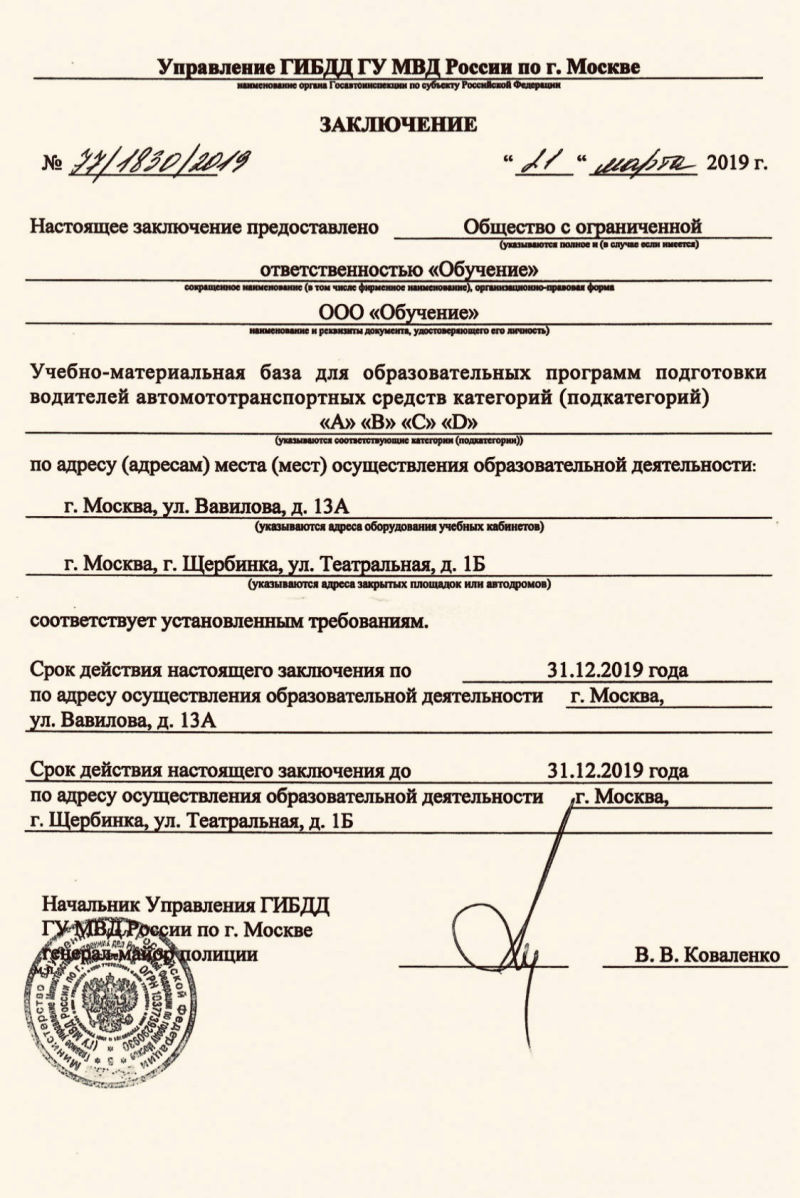 Управление ГИБДД ГУ МВД России по г. Москве
наименование органа Госавтоинспекции по субъекту Российской Федерации
ЗАКЛЮЧЕНИЕ
№ 77/1830/2019 “ 21 “ марта 2019 г.
Настоящее заключение предоставлено Общество с ограниченной
(указываются полное и (в случае если имеется)
ответственностью «Обучение»
сокращенное наименование (в том числе фирменное наименование), организационно-правовая форма
ООО «Обучение»
наименование и реквизиты документа, удостоверяющего его личность)
Учебно-материальная база для образовательных программ подготовки
водителей автомототранспортных средств категорий (подкатегорий)
«А» «В» «С» «D»
(указываются соответствующие категории (подкатегории))
по адресу (адресам) места (мест) осуществления образовательной деятельности:
г. Москва, ул. Вавилова, д. 13А
(указываются адреса оборудования учебных кабинетов)
г. Москва, г. Щербинка, ул. Театральная, д. 1Б
(указываются адреса закрытых площадок или автодромов)
соответствует установленным требованиям.
Срок действия настоящего заключения по 31.12.2019 года
по адресу осуществления образовательной деятельности г. Москва,
ул. Вавилова, д. 13А
Срок действия настоящего заключения до 31.12.2019 года
по адресу осуществления образовательной деятельности г. Москва,
г. Щербинка, ул. Театральная, д. 1Б
Начальник Управления ГИБДД
ГУ МВД России по г. Москве
генерал-майор полиции
м.п.
В. В. Коваленко
Министерство Российской Федерации
(ГУ МВД России по г.
ОГРН 1037739290930